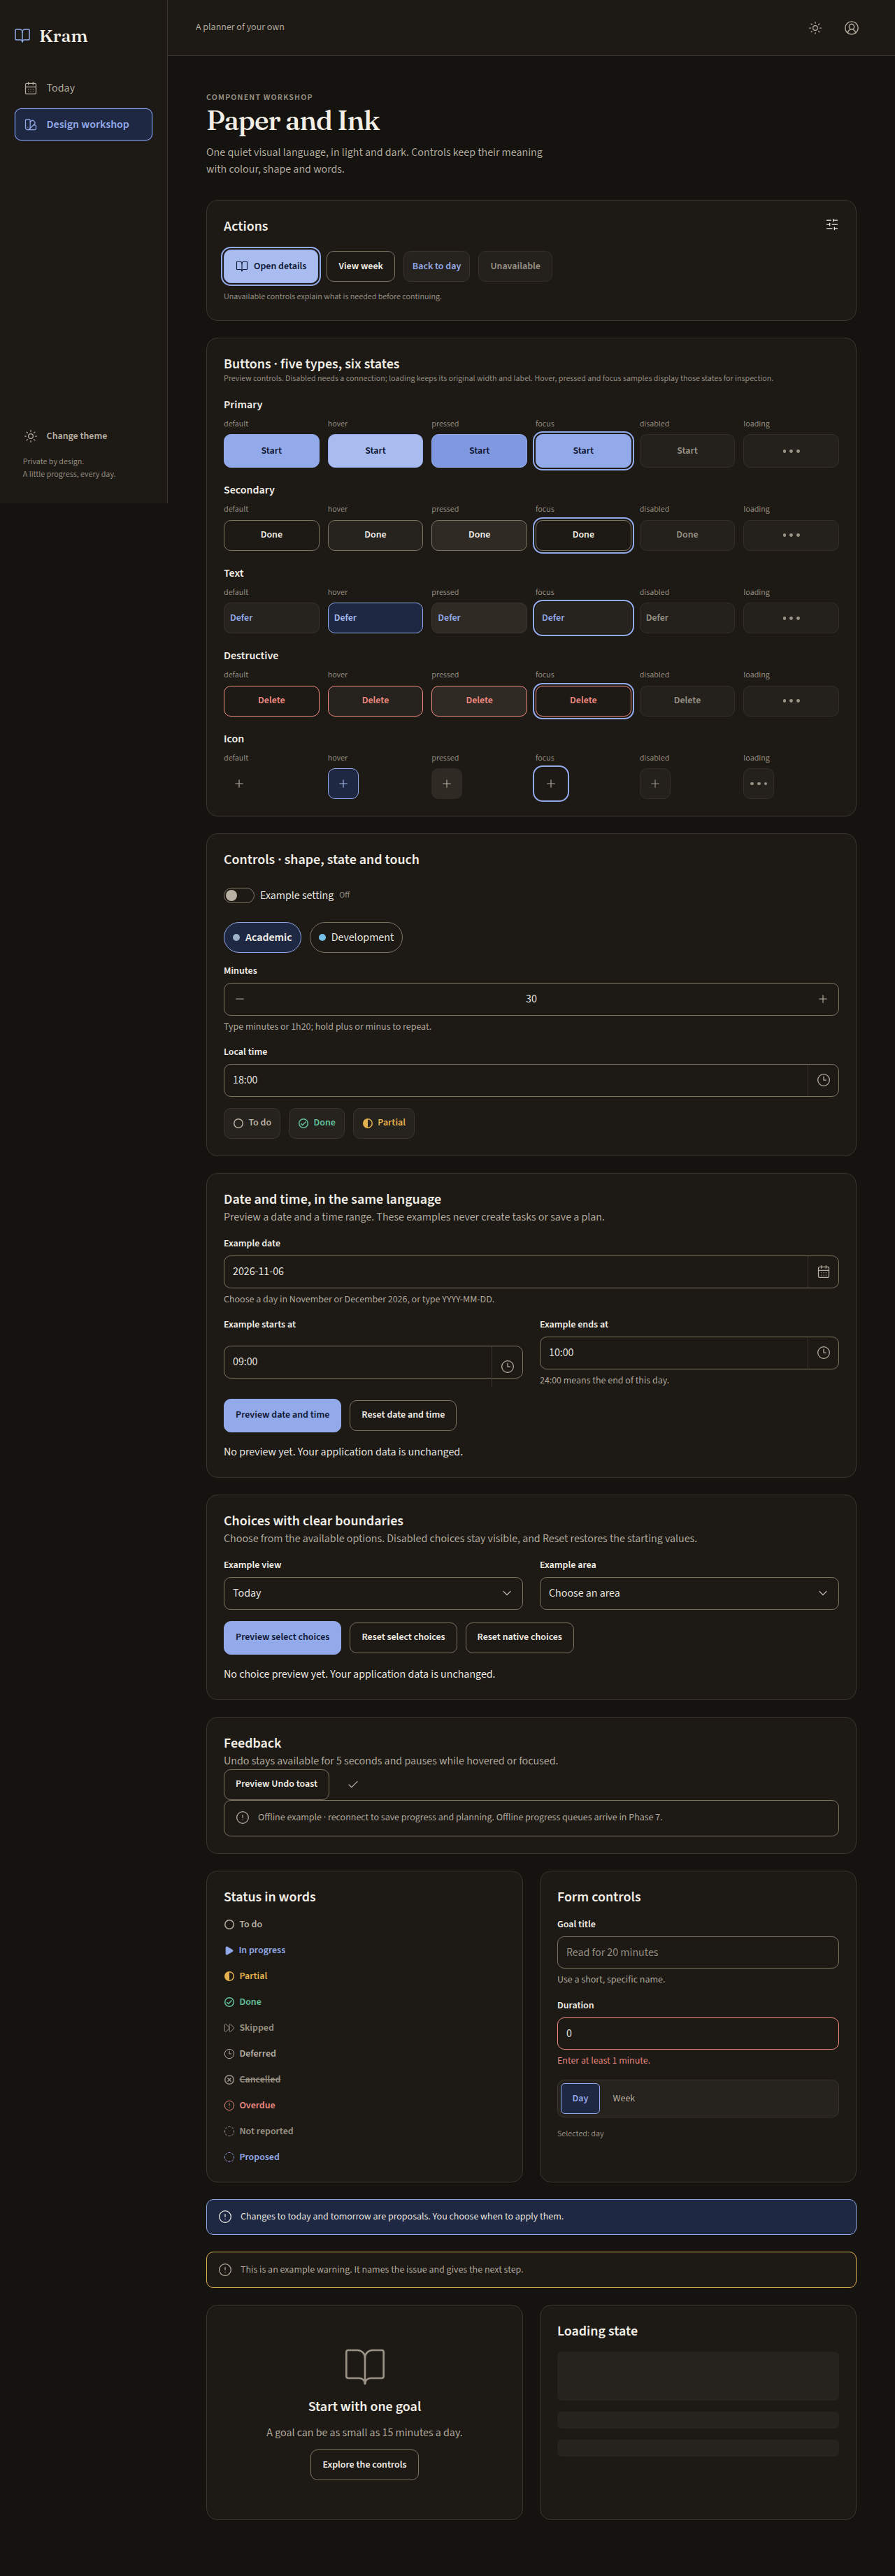 Kram
A planner of your own
Today
Design workshop
Change theme
Private by design.
A little progress, every day.
COMPONENT WORKSHOP
Paper and Ink
One quiet visual language, in light and dark. Controls keep their meaning
with colour, shape and words.
Actions
Open details View week Back to day Unavailable
Unavailable controls explain what is needed before continuing.
Buttons · five types, six states
Preview controls. Disabled needs a connection; loading keeps its original width and label. Hover, pressed and focus samples display those states for inspection.
Primary
default hover pressed focus disabled loading
Start Start Start Start Start
Secondary
default hover pressed focus disabled loading
Done Done Done Done Done
Text
default hover pressed focus disabled loading
Defer Defer Defer Defer Defer
Destructive
default hover pressed focus disabled loading
Delete Delete Delete Delete Delete
Icon
default hover pressed focus disabled loading
Controls · shape, state and touch
Example setting Off
Academic Development
Minutes
30
Type minutes or 1h20; hold plus or minus to repeat.
Local time
18:00
To do Done Partial
Date and time, in the same language
Preview a date and a time range. These examples never create tasks or save a plan.
Example date
2026-11-06
Choose a day in November or December 2026, or type YYYY-MM-DD.
Example starts at Example ends at
09:00 10:00
24:00 means the end of this day.
Preview date and time Reset date and time
No preview yet. Your application data is unchanged.
Choices with clear boundaries
Choose from the available options. Disabled choices stay visible, and Reset restores the starting values.
Example view Example area
Today Choose an area
Preview select choices Reset select choices Reset native choices
No choice preview yet. Your application data is unchanged.
Feedback
Undo stays available for 5 seconds and pauses while hovered or focused.
Preview Undo toast
Offline example · reconnect to save progress and planning. Offline progress queues arrive in Phase 7.
Status in words
To do
In progress
Partial
Done
Skipped
Deferred
Cancelled
Overdue
Not reported
Proposed
Form controls
Goal title
Read for 20 minutes
Use a short, specific name.
Duration
0
Enter at least 1 minute.
Day Week
Selected: day
Changes to today and tomorrow are proposals. You choose when to apply them.
This is an example warning. It names the issue and gives the next step.
Start with one goal
A goal can be as small as 15 minutes a day.
Explore the controls
Loading state